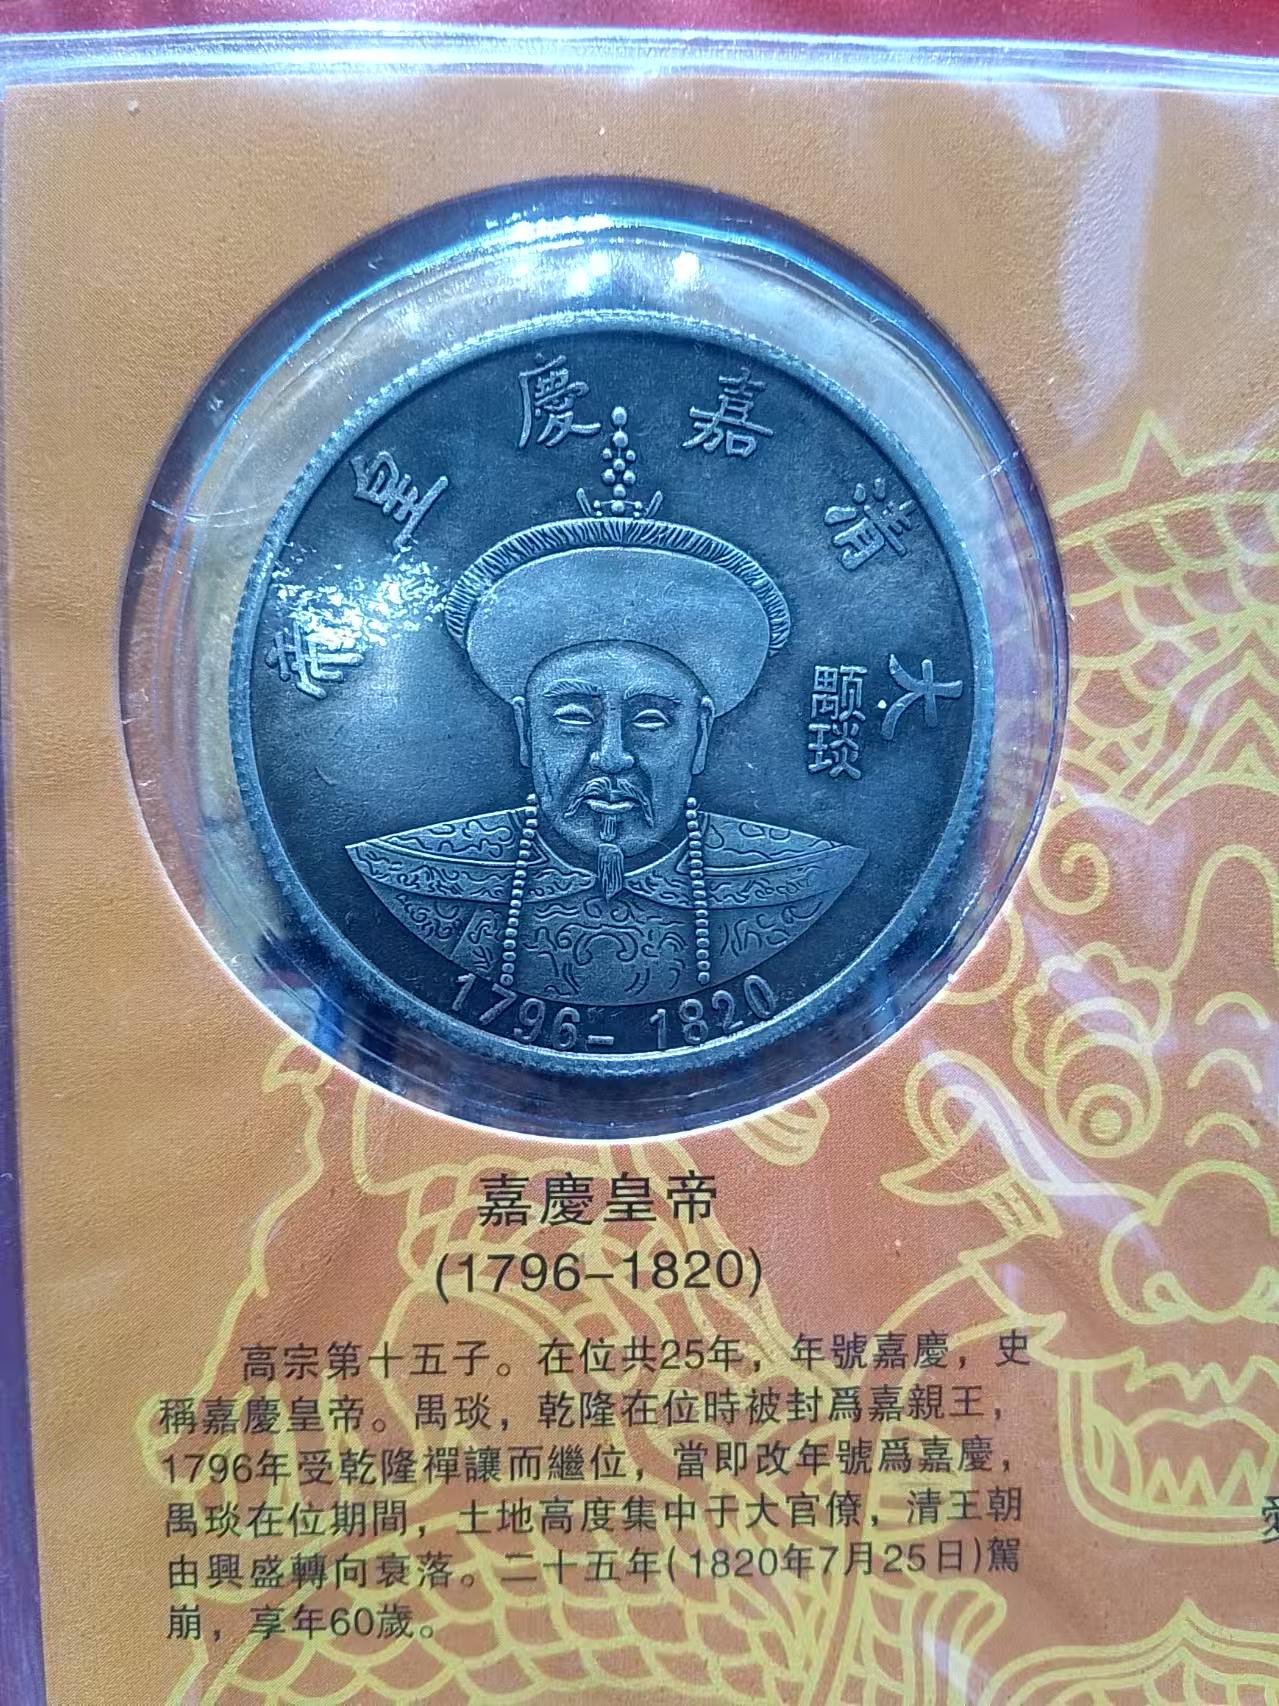 大清嘉慶皇帝
顒琰
1796-1820
嘉慶皇帝
(1796-1820)
高宗第十五子。在位共25年，年號嘉慶，史
稱嘉慶皇帝。禺琰，乾隆在位時被封爲嘉親王，
1796年受乾隆禪讓而繼位，當即改年號爲嘉慶，
禺琰在位期間，土地高度集中于大官僚，清王朝
由興盛轉向衰落。二十五年(1820年7月25日)駕
崩，享年60歲。